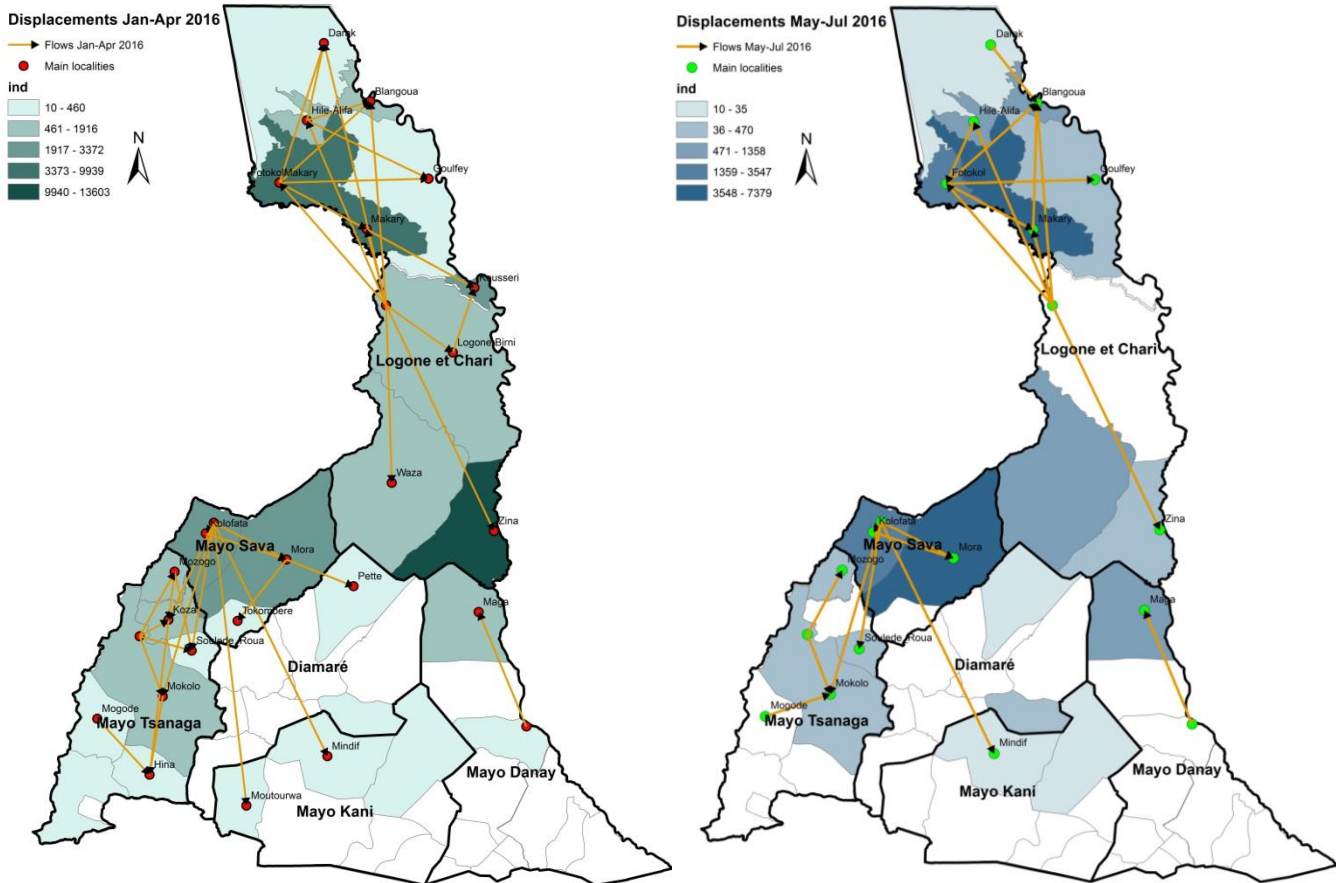 Displacements Jan-Apr 2016
Flows Jan-Apr 2016
Main localities
ind
10 - 460
461 - 1916
1917 - 3372
3373 - 9939
9940 - 13603
N
Darak
Blangoua
Hile-Alifa
Goulfey
Fotokol Makary
Makary
Kousseri
Logone Birni
Logone et Chari
Waza
Zina
Kolofata
Mayo Sava
Mora
Mozogo
Pette
Maga
Koza
Tokombere
Soulede_Roua
Diamaré
Mokolo
Mogode
Mayo Tsanaga
Hina
Mindif
Mayo Danay
Moutourwa
Mayo Kani
Displacements May-Jul 2016
Flows May-Jul 2016
Main localities
ind
10 - 35
36 - 470
471 - 1358
1359 - 3547
3548 - 7379
N
Darak
Blangoua
Hile-Alifa
Goulfey
Fotokol
Makary
Logone et Chari
Zina
Kolofata
Mayo Sava
Mora
Mozogo
Maga
Soulede_Roua
Diamaré
Mokolo
Mogode
Mayo Tsanaga
Mindif
Mayo Danay
Mayo Kani